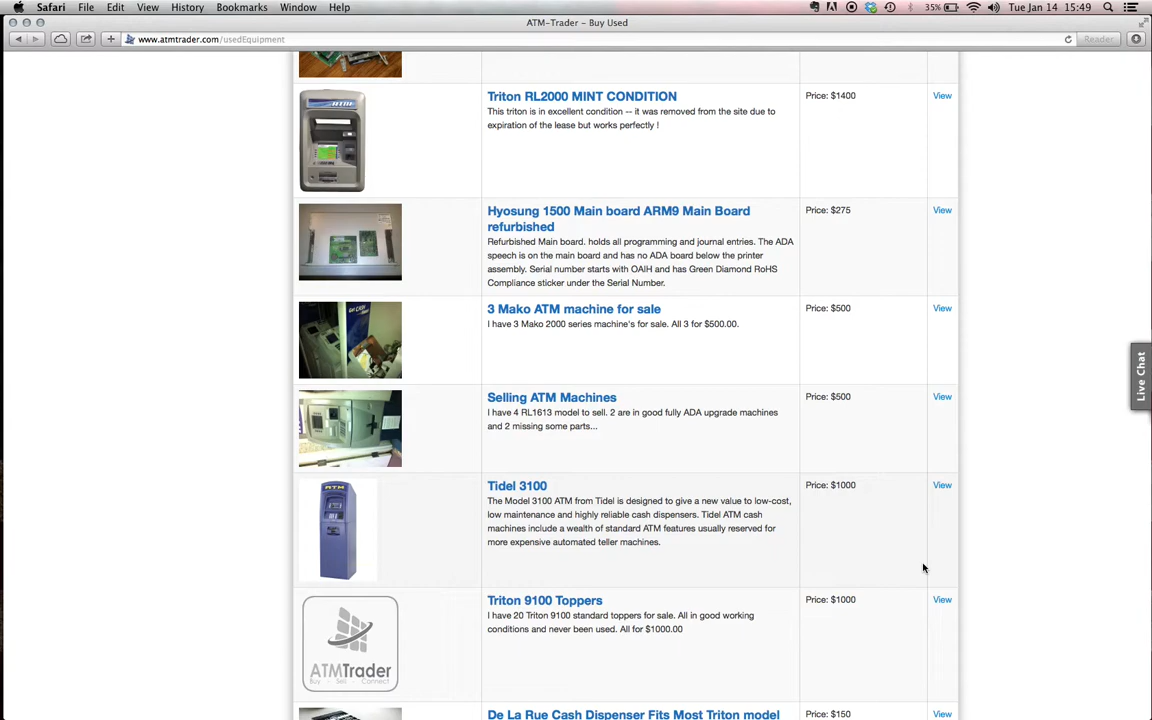 Safari File Edit View History Bookmarks Window Help 35% Tue Jan 14 15:49
ATM-Trader – Buy Used
www.atmtrader.com/usedEquipment Reader
Triton RL2000 MINT CONDITION
This triton is in excellent condition -- it was removed from the site due to
expiration of the lease but works perfectly !
Price: $1400
View
Hyosung 1500 Main board ARM9 Main Board
refurbished
Refurbished Main board. holds all programming and journal entries. The ADA
speech is on the main board and has no ADA board below the printer
assembly. Serial number starts with OAIH and has Green Diamond RoHS
Compliance sticker under the Serial Number.
Price: $275
View
3 Mako ATM machine for sale
I have 3 Mako 2000 series machine's for sale. All 3 for $500.00.
Price: $500
View
Selling ATM Machines
I have 4 RL1613 model to sell. 2 are in good fully ADA upgrade machines
and 2 missing some parts...
Price: $500
View
ATM
Tidel 3100
The Model 3100 ATM from Tidel is designed to give a new value to low-cost,
low maintenance and highly reliable cash dispensers. Tidel ATM cash
machines include a wealth of standard ATM features usually reserved for
more expensive automated teller machines.
Price: $1000
View
ATMTrader
Buy - Sell - Connect
Triton 9100 Toppers
I have 20 Triton 9100 standard toppers for sale. All in good working
conditions and never been used. All for $1000.00
Price: $1000
View
De La Rue Cash Dispenser Fits Most Triton model
Price: $150
View
Live Chat